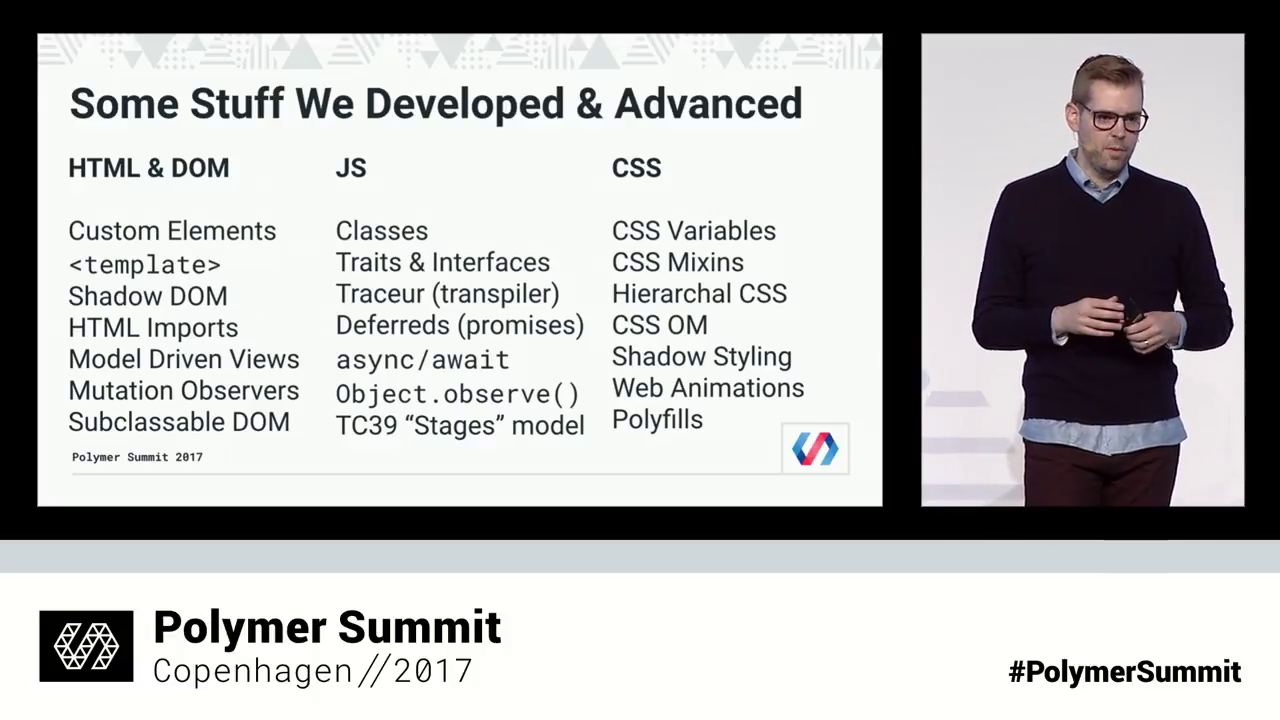 Some Stuff We Developed & Advanced
HTML & DOM
Custom Elements
<template>
Shadow DOM
HTML Imports
Model Driven Views
Mutation Observers
Subclassable DOM
JS
Classes
Traits & Interfaces
Traceur (transpiler)
Deferreds (promises)
async/await
Object.observe()
TC39 “Stages” model
CSS
CSS Variables
CSS Mixins
Hierarchal CSS
CSS OM
Shadow Styling
Web Animations
Polyfills
Polymer Summit 2017
Polymer Summit
Copenhagen // 2017
#PolymerSummit